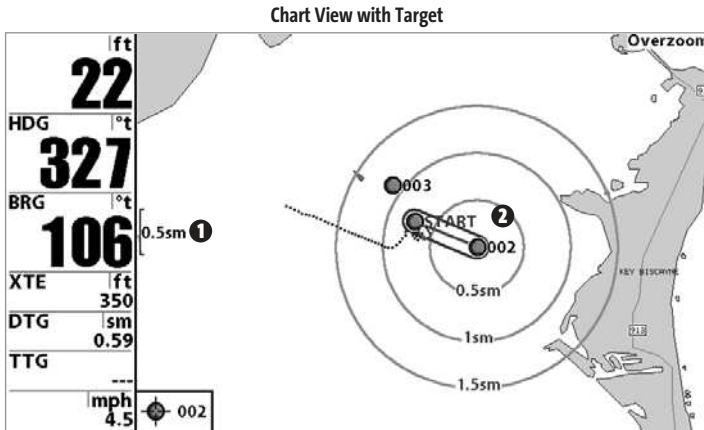 Chart View with Target
ft
22
HDG °t
327
BRG °t
106
XTE ft
350
DTG sm
0.59
TTG
---
mph
4.5
0.5sm 1
Overzoom
003
START 2
002
0.5sm
1sm
1.5sm
KEY BISCAYNE
913
002